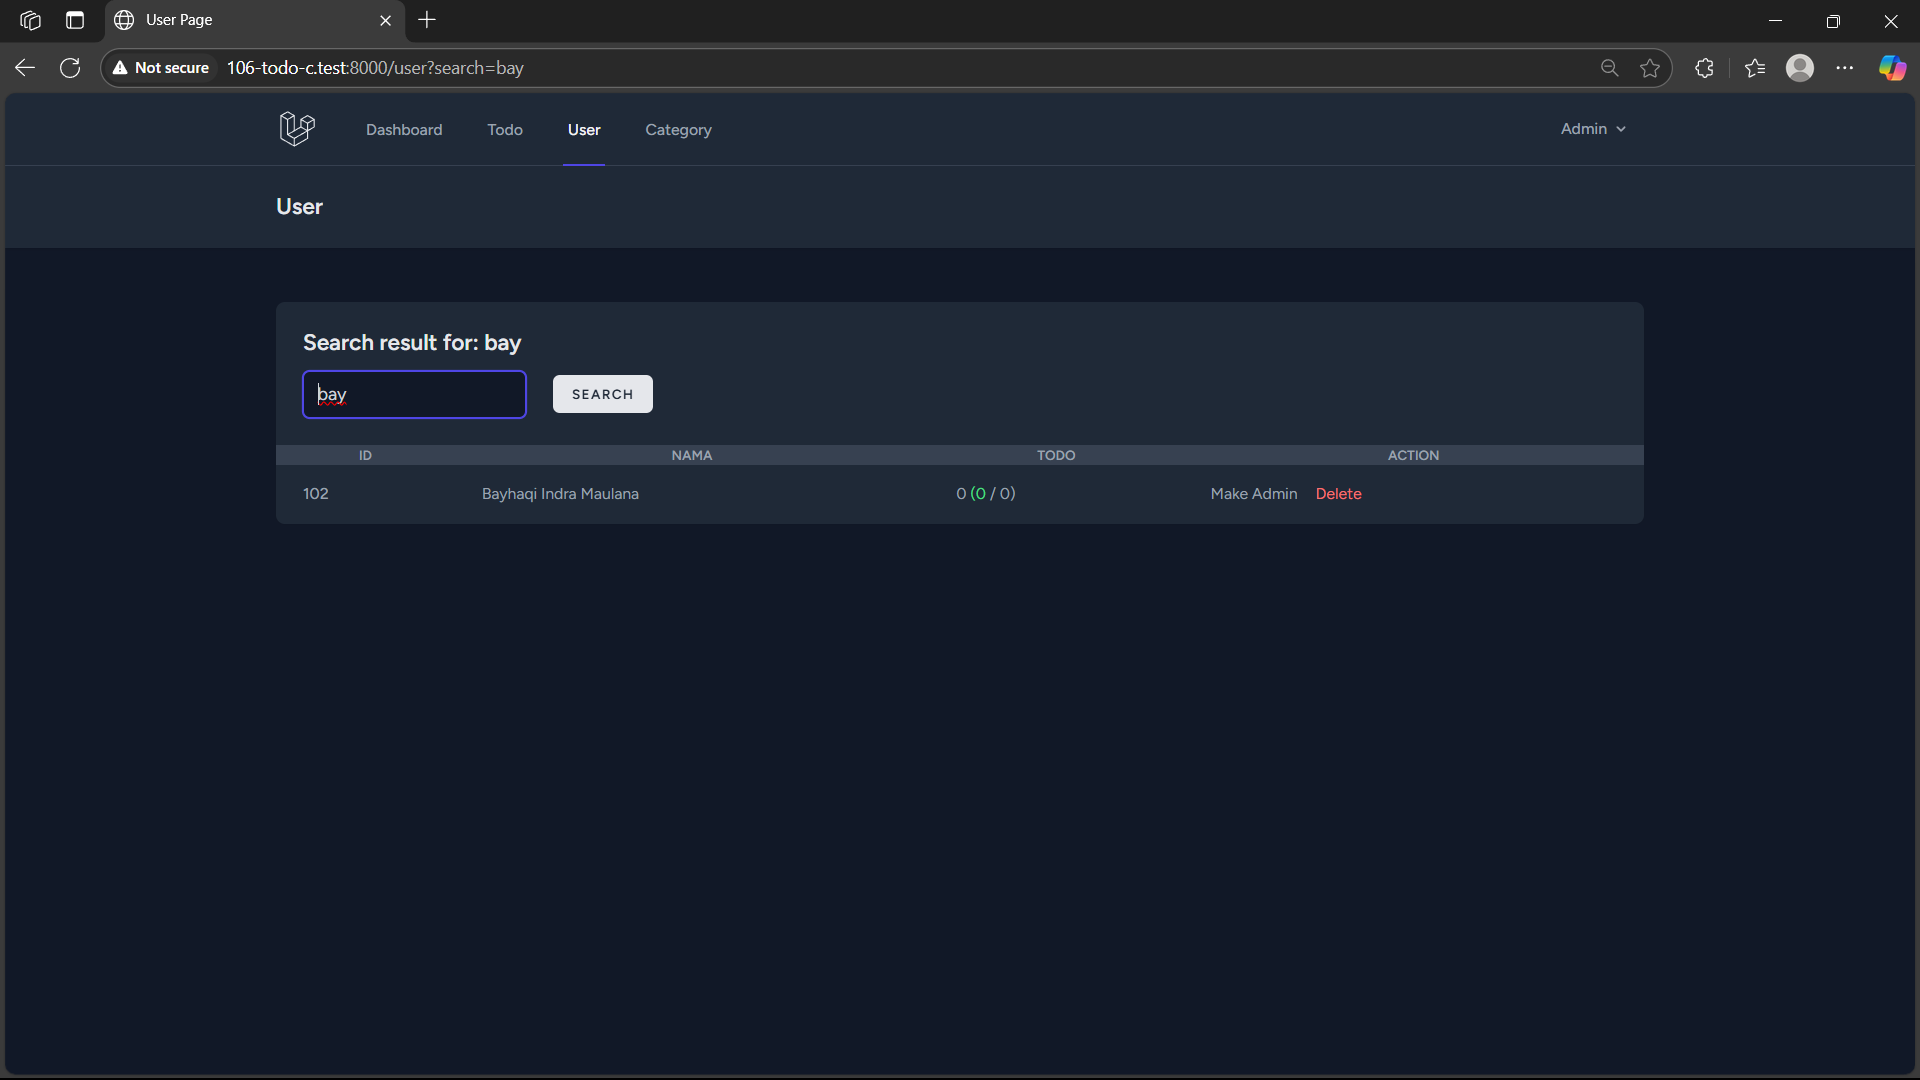 User Page
Not secure 106-todo-c.test:8000/user?search=bay
Dashboard Todo User Category Admin
User
Search result for: bay
bay SEARCH
ID NAMA TODO ACTION
102 Bayhaqi Indra Maulana 0 (0 / 0) Make Admin Delete